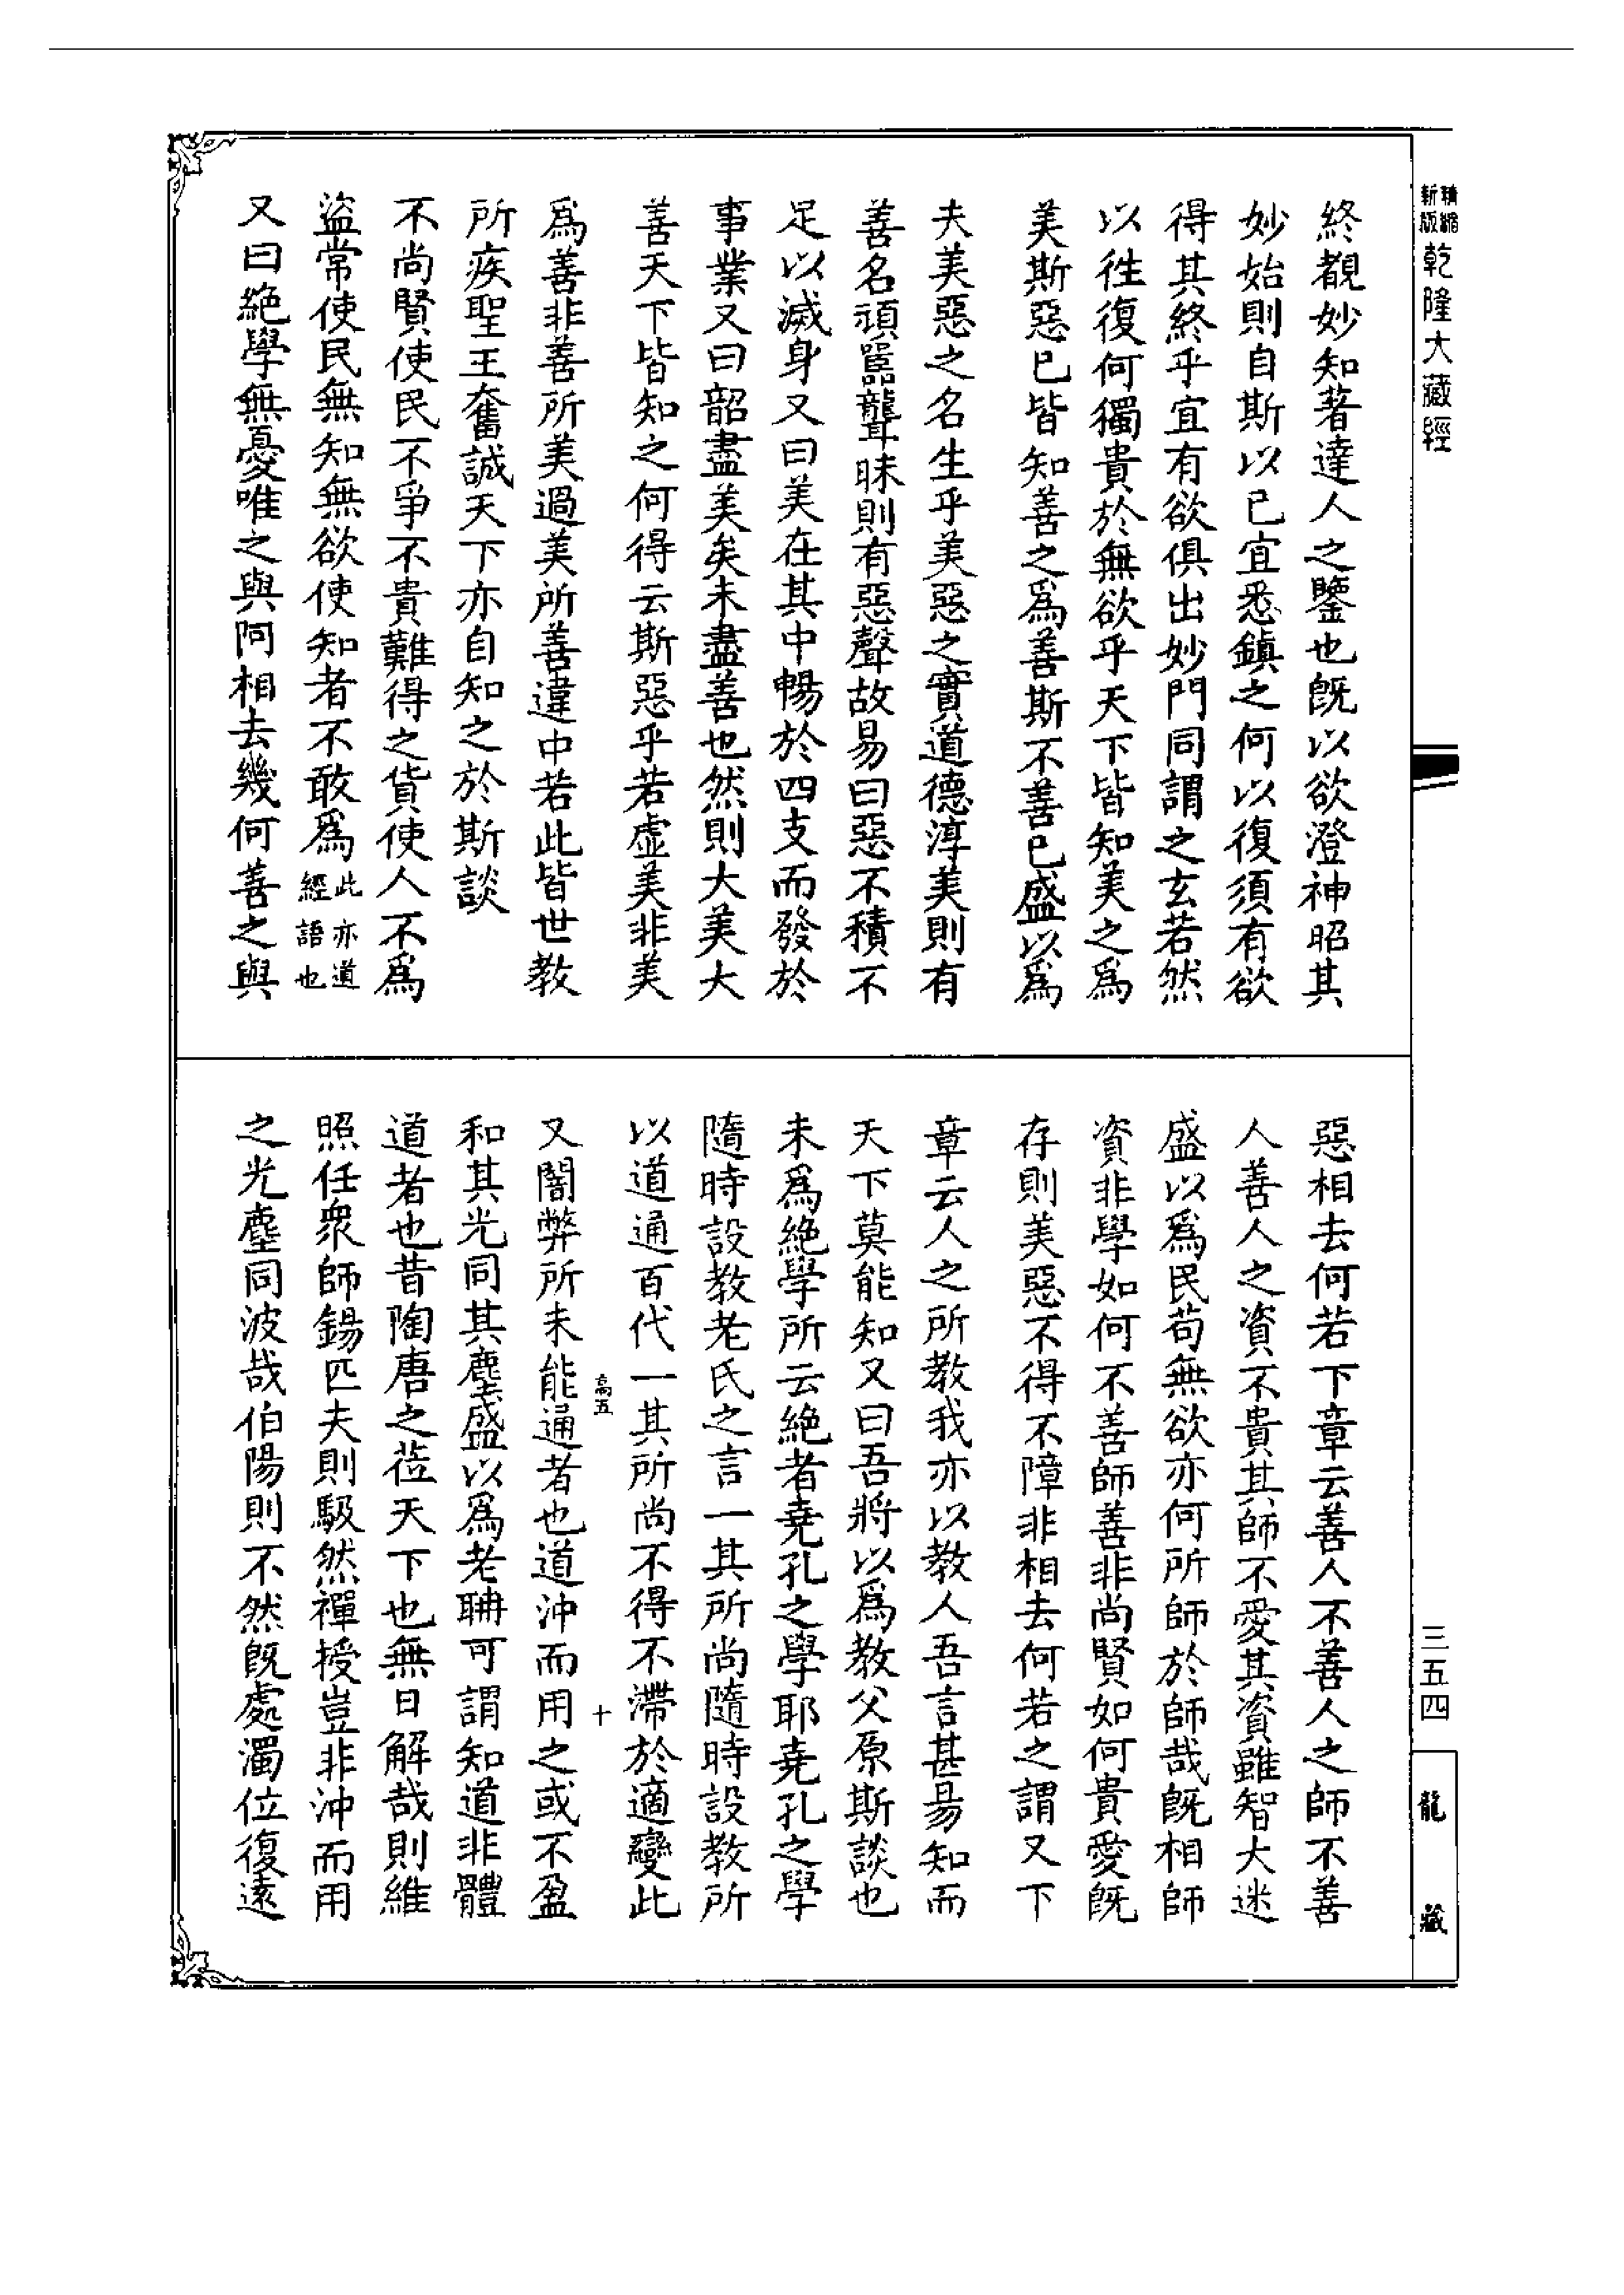 精縮新版乾隆大藏經
終覩妙知著達人之鑒也旣以欲澄神昭其
妙始則自斯以已宜悉鎮之何以復須有欲
得其終乎宜有欲俱出妙門同謂之玄若然
以徃復何獨貴於無欲乎天下皆知美之爲
美斯惡已皆知善之爲善斯不善已盛以爲
夫美惡之名生乎美惡之實道德淳美則有
善名頑嚚聾昧則有惡聲故易曰惡不積不
足以滅身又曰美在其中暢於四支而發於
事業又曰韶盡美矣未盡善也然則大美大
善天下皆知之何得云斯惡乎若虛美非美
爲善非善所美過美所善違中若此皆世教
所疾聖王奮誠天下亦自知之於斯談
不尚賢使民不爭不貴難得之貨使人不爲
盜常使民無知無欲使知者不敢爲此亦道經語也
又曰絕學無憂唯之與阿相去幾何善之與
惡相去何若下章云善人不善人之師不善
人善人之資不貴其師不愛其資雖智大迷
盛以爲民苟無欲亦何所師於師哉旣相師
資非學如何不善師善非尚賢如何貴愛旣
存則美惡不得不障非相去何若之謂又下
章云人之所教我亦以教人吾言甚易知而
天下莫能知又曰吾將以爲教父原斯談也
未爲絕學所云絕者堯孔之學耶堯孔之學
隨時設教老氏之言一其所尚隨時設教所
以道通百代一其所尚不得不滯於適變此
高五 十
又闇弊所未能通者也道沖而用之或不盈
和其光同其塵盛以爲老聃可謂知道非體
道者也昔陶唐之莅天下也無日解哉則維
照任衆師錫匹夫則馺然禪授豈非沖而用
之光塵同波哉伯陽則不然旣處濁位復遠
三五四
龍藏